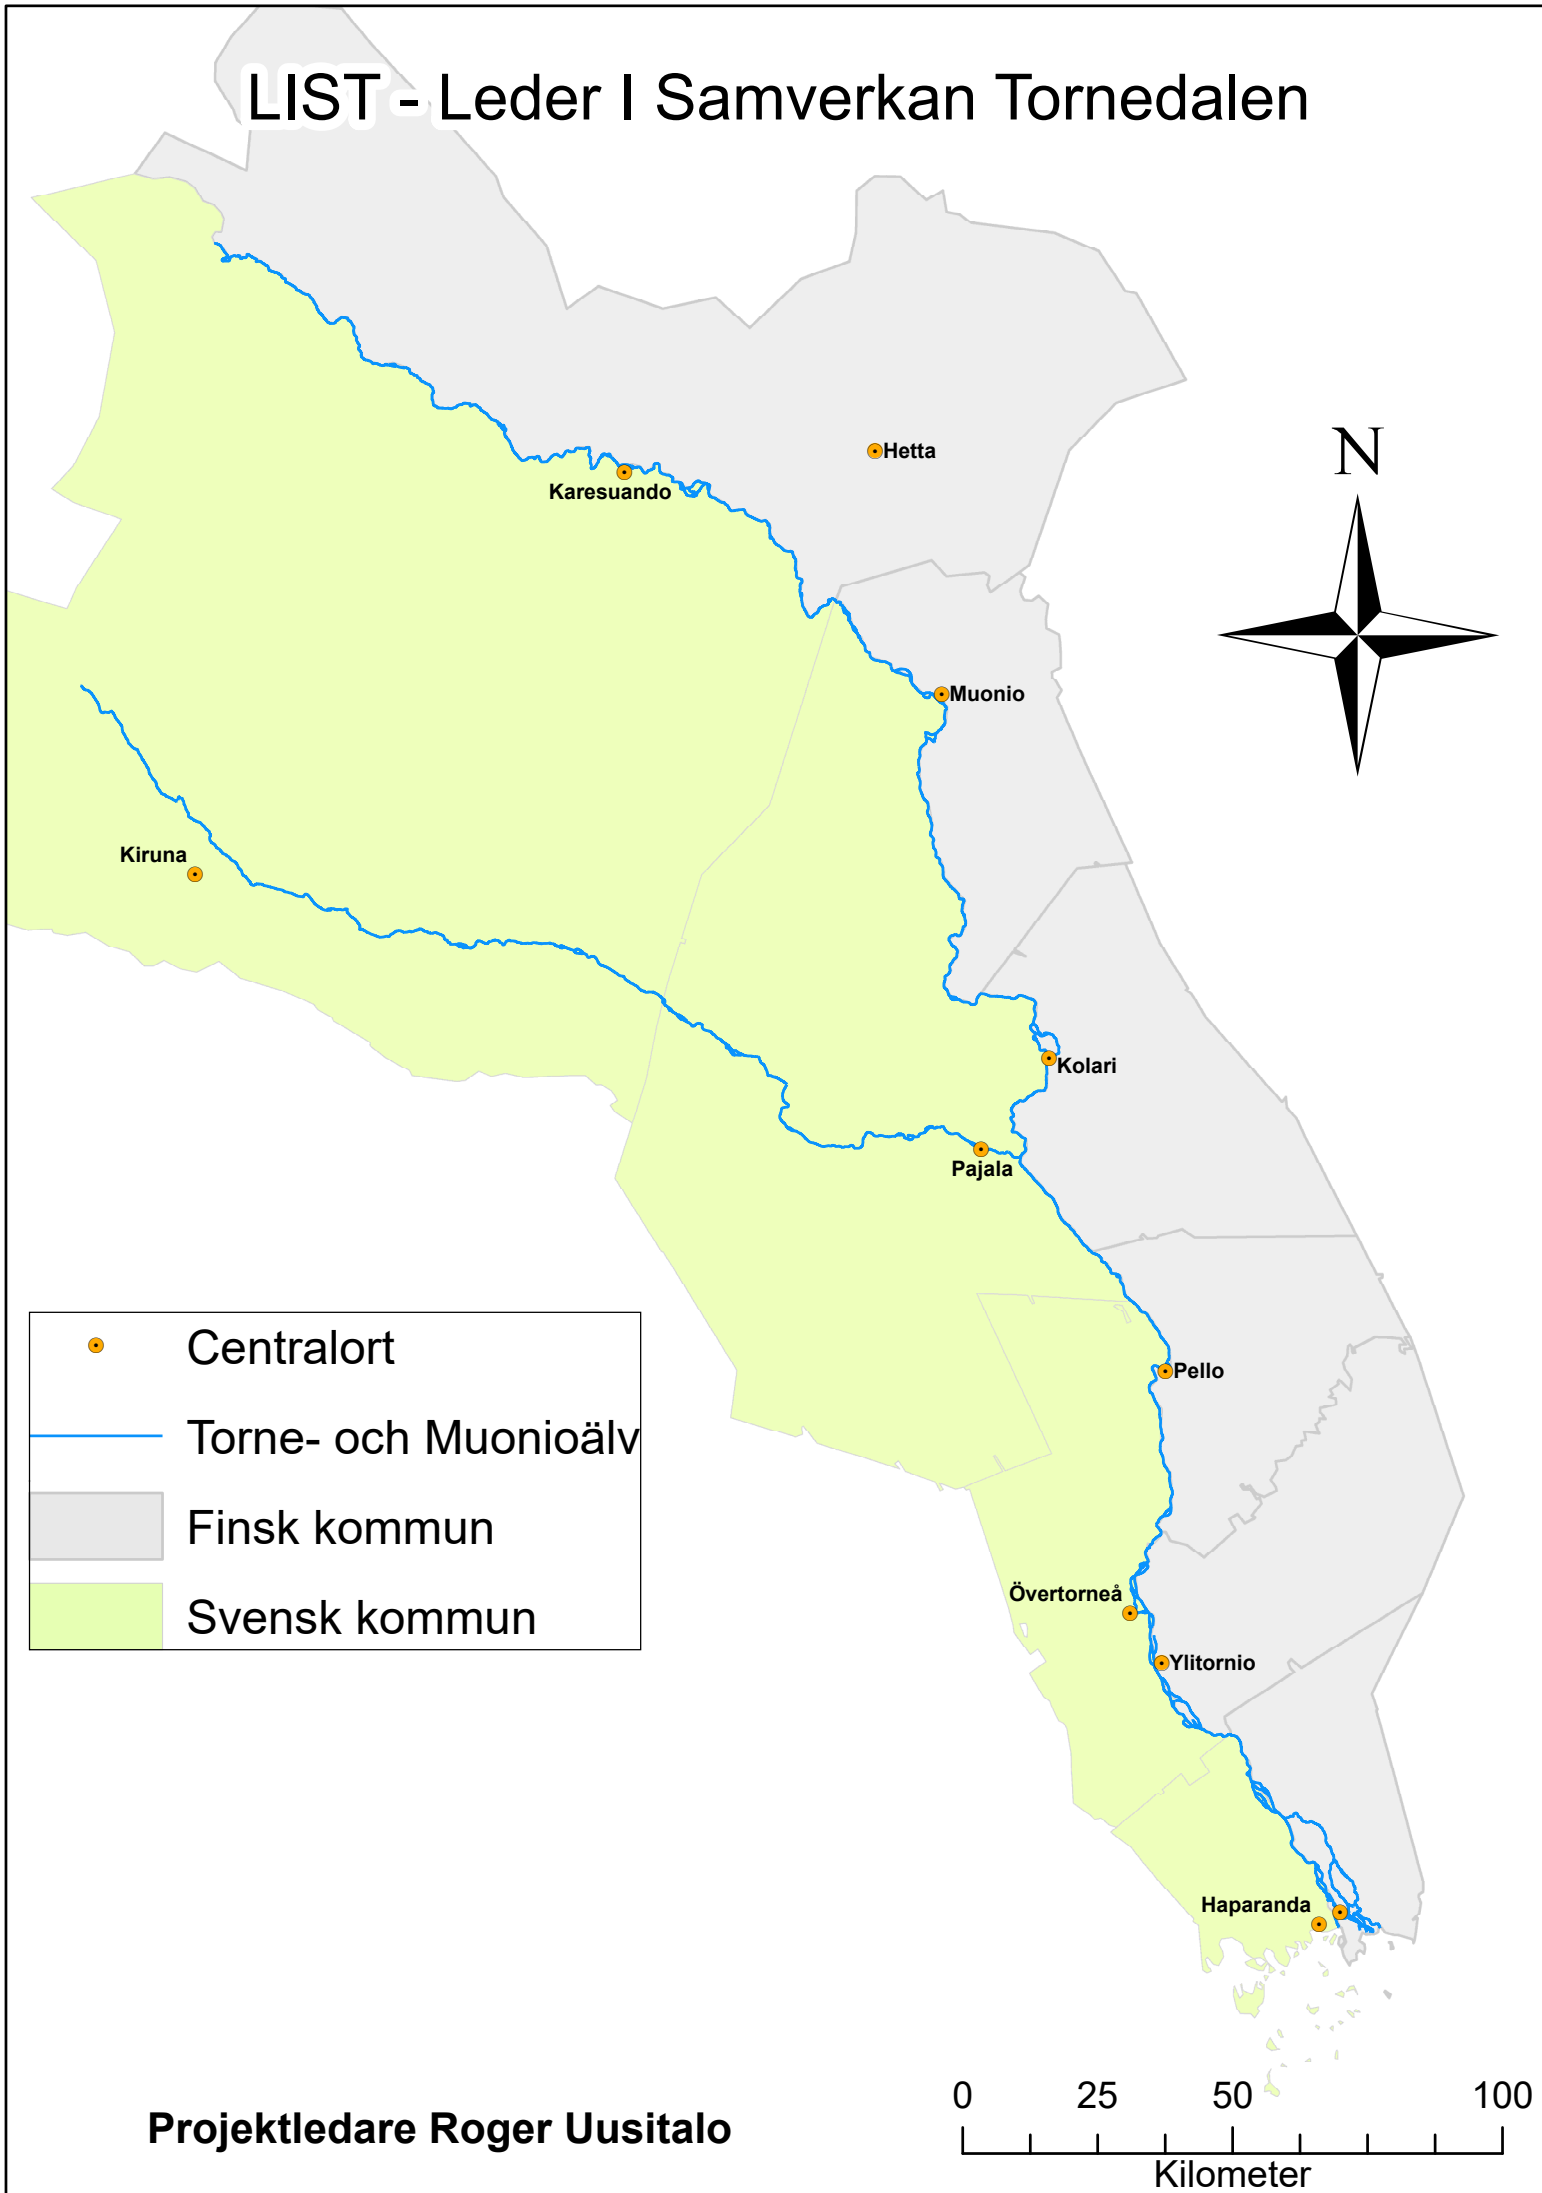 LIST - Leder I Samverkan Tornedalen
Hetta
N
Karesuando
Muonio
Kiruna
Kolari
Pajala
Centralort
Pello
Torne- och Muonioälv
Finsk kommun
Övertorneå
Svensk kommun
Ylitornio
Haparanda
0 25 50 100
Projektledare Roger Uusitalo
Kilometer